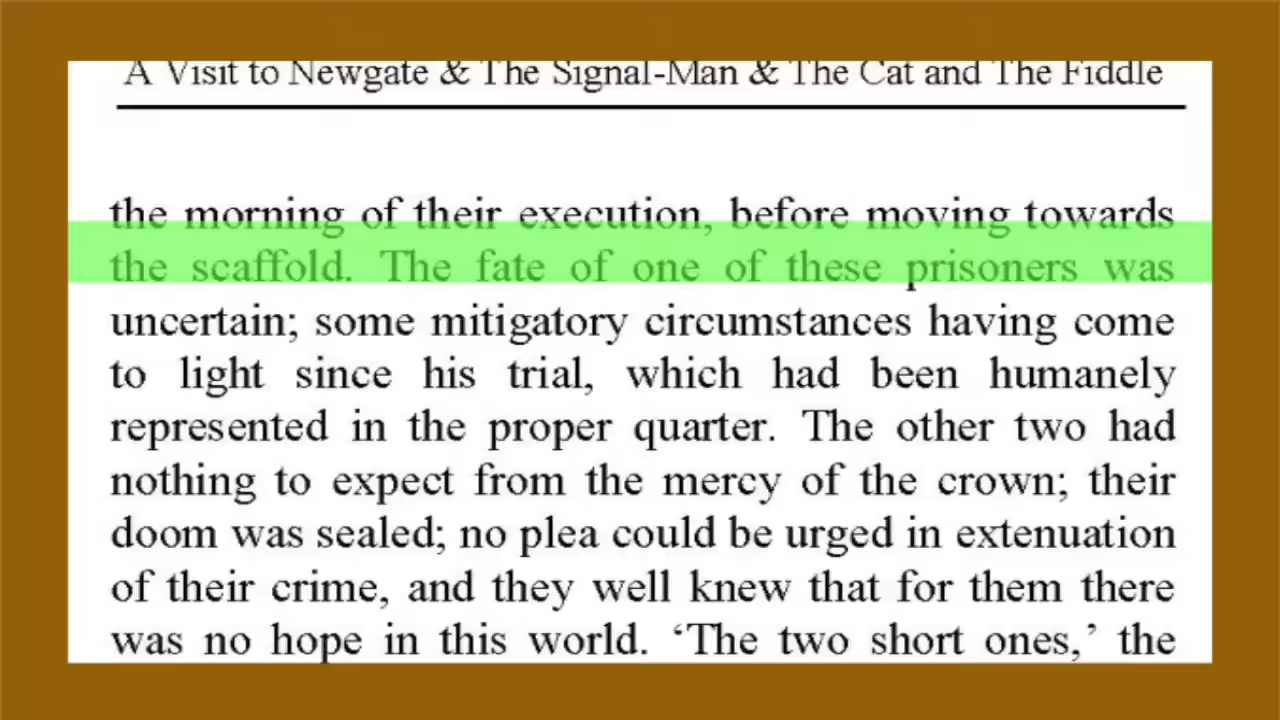 A Visit to Newgate & The Signal-Man & The Cat and The Fiddle
the morning of their execution, before moving towards
the scaffold. The fate of one of these prisoners was
uncertain; some mitigatory circumstances having come
to light since his trial, which had been humanely
represented in the proper quarter. The other two had
nothing to expect from the mercy of the crown; their
doom was sealed; no plea could be urged in extenuation
of their crime, and they well knew that for them there
was no hope in this world. ‘The two short ones,’ the